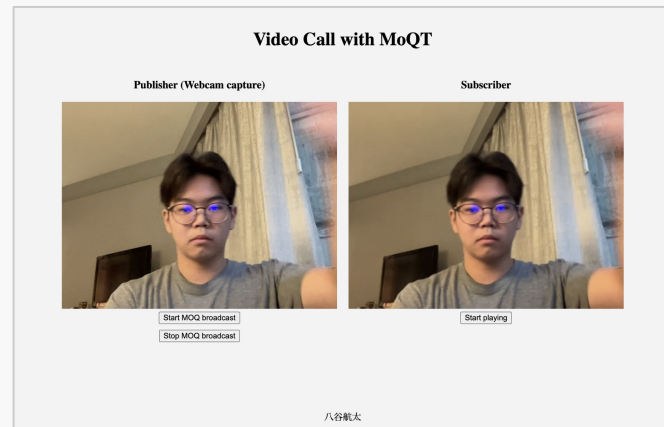 Video Call with MoQT
Publisher (Webcam capture)
Subscriber
Start MOQ broadcast
Stop MOQ broadcast
Start playing
八谷航太